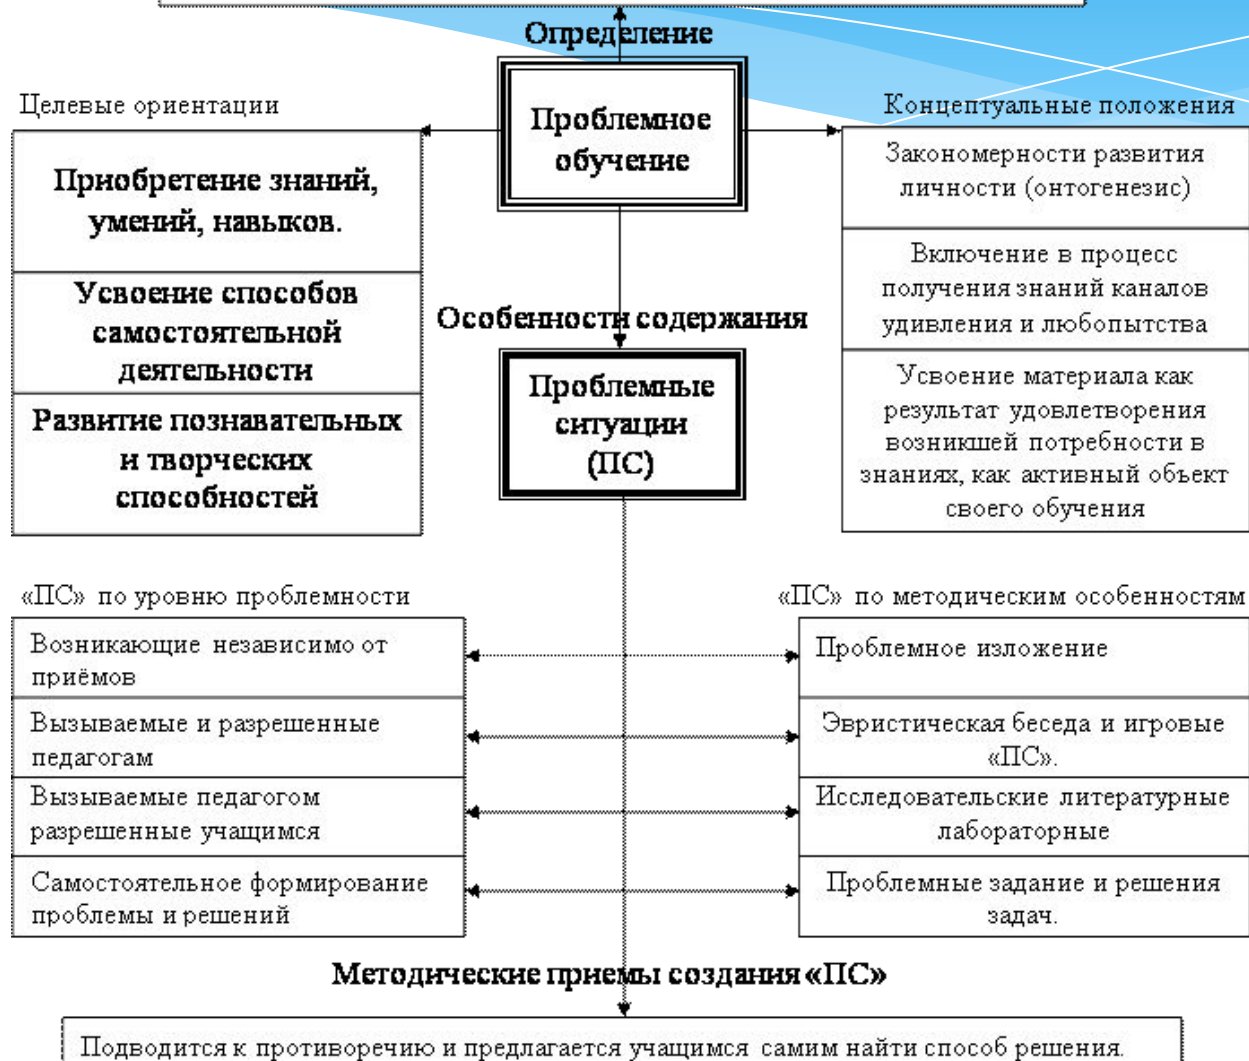 Определение
Проблемное
обучение
Целевые ориентации
Приобретение знаний,
умений, навыков.
Усвоение способов
самостоятельной
деятельности
Развитие познавательных
и творческих
способностей
Концептуальные положения
Закономерности развития
личности (онтогенезис)
Включение в процесс
получения знаний каналов
удивления и любопытства
Усвоение материала как
результат удовлетворения
возникшей потребности в
знаниях, как активный объект
своего обучения
Особенности содержания
Проблемные
ситуации
(ПС)
«ПС» по уровню проблемности
Возникающие независимо от
приёмов
Вызываемые и разрешенные
педагогам
Вызываемые педагогом
разрешенные учащимся
Самостоятельное формирование
проблемы и решений
«ПС» по методическим особенностям
Проблемное изложение
Эвристическая беседа и игровые
«ПС».
Исследовательские литературные
лабораторные
Проблемные задание и решения
задач.
Методические приемы создания «ПС»
Подводится к противоречию и предлагается учащимся самим найти способ решения.